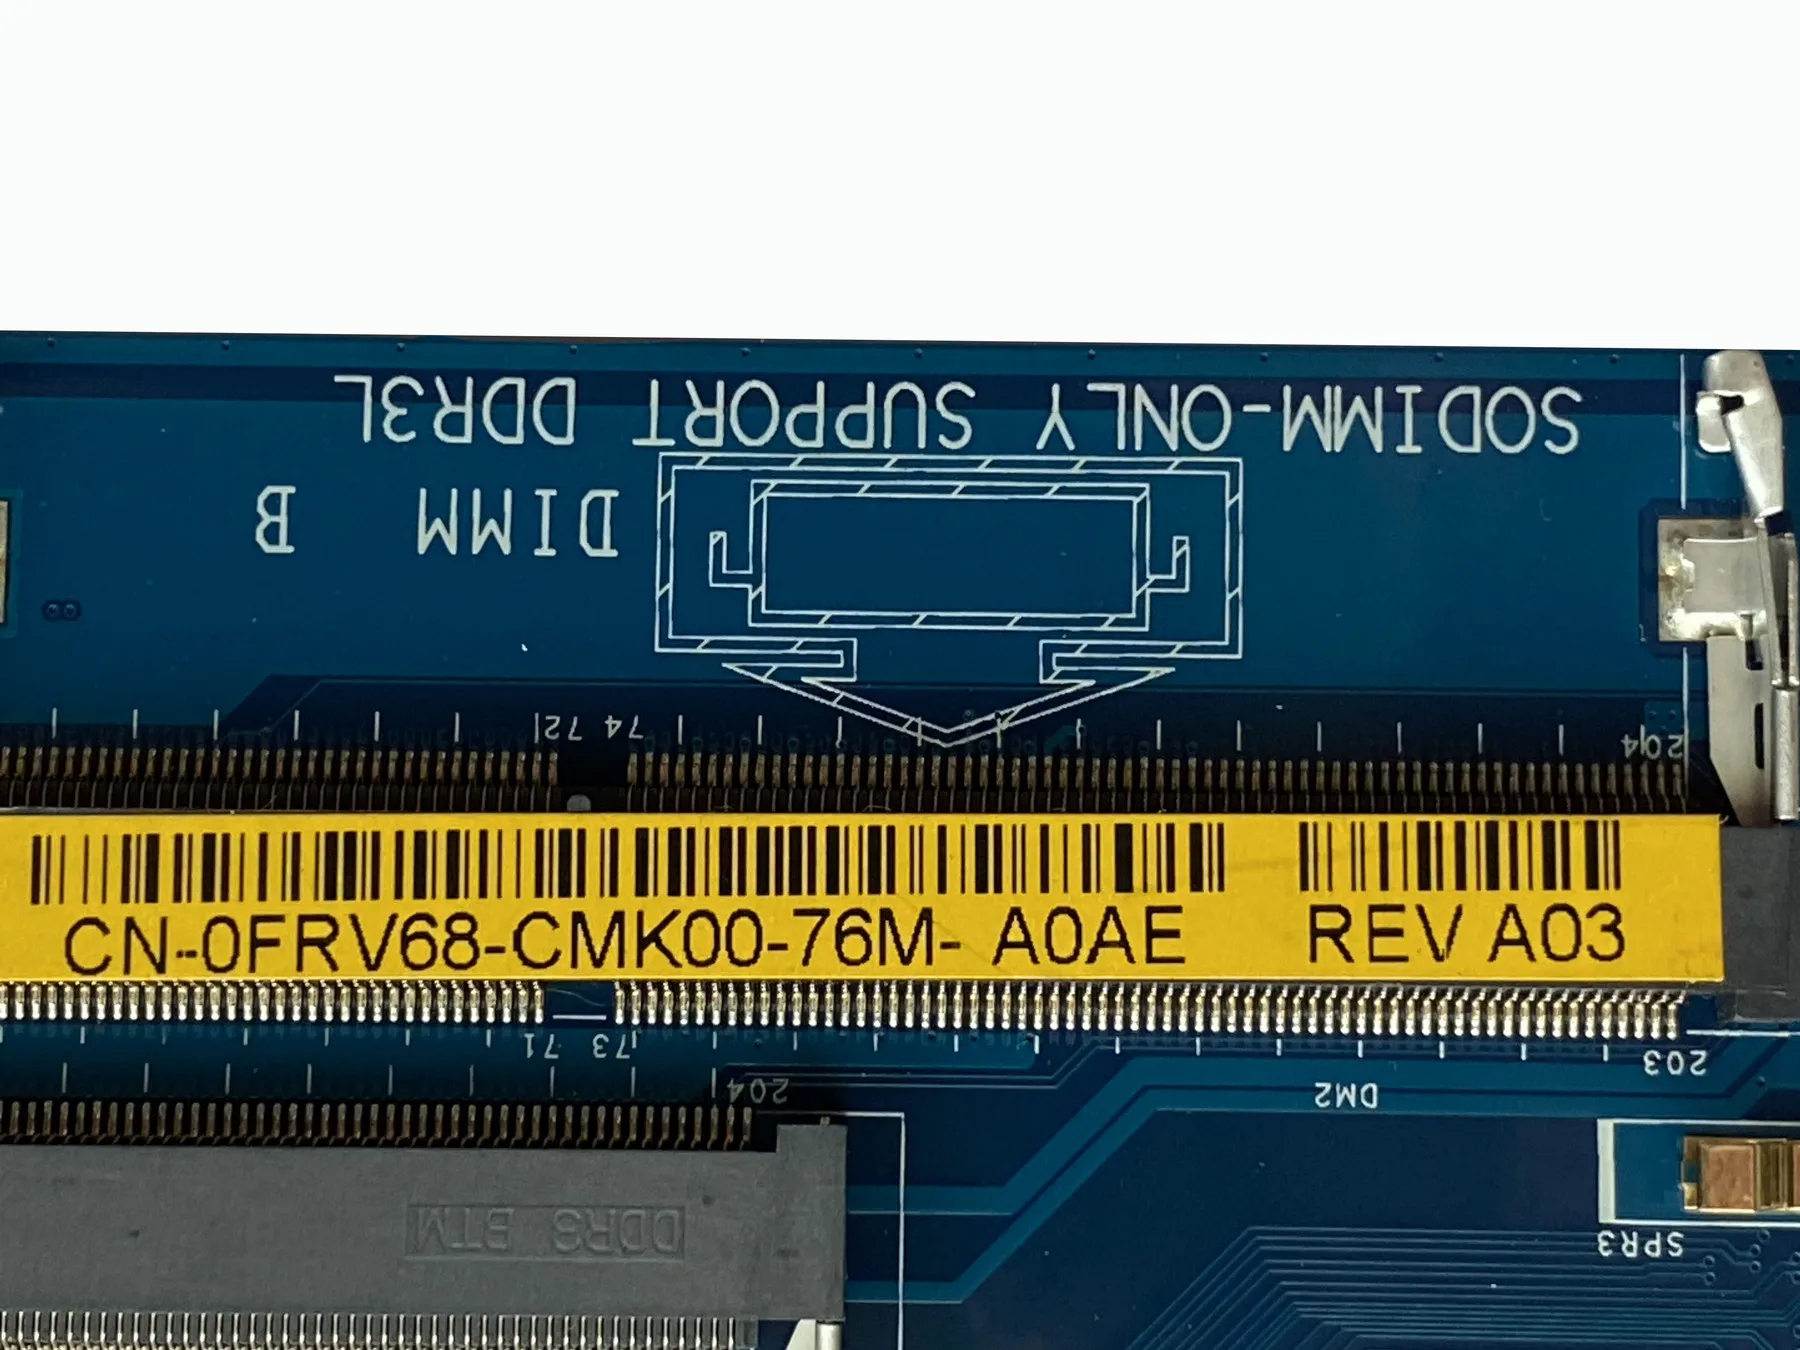 SODIMM-ONLY SUPPORT DDR3L
DIMM B
72 74
204
CN-0FRV68-CMK00-76M- A0AE REV A03
71 73
203
204
DM2
DDR3 BTM
SPR3